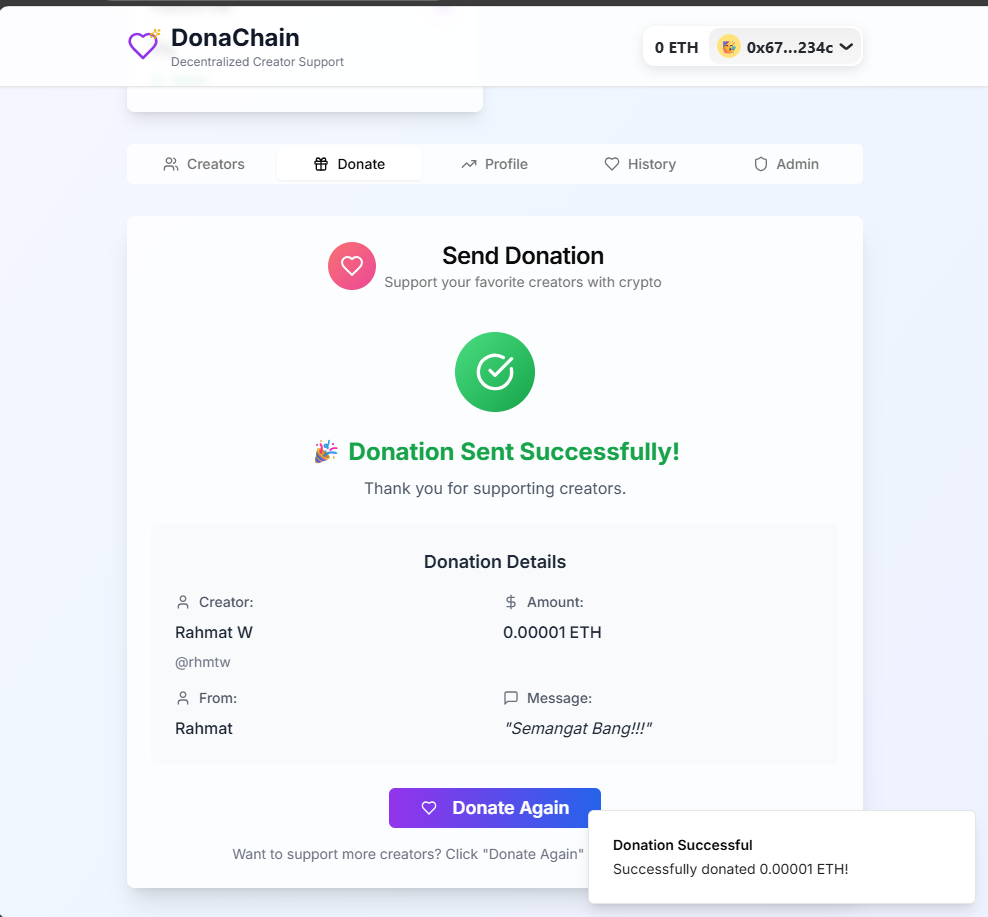 DonaChain
Decentralized Creator Support
0 ETH
0x67...234c
Creators
Donate
Profile
History
Admin
Send Donation
Support your favorite creators with crypto
🎉 Donation Sent Successfully!
Thank you for supporting creators.
Donation Details
Creator:
Rahmat W
@rhmtw
Amount:
0.00001 ETH
From:
Rahmat
Message:
"Semangat Bang!!!"
Donate Again
Want to support more creators? Click "Donate Again"
Donation Successful
Successfully donated 0.00001 ETH!